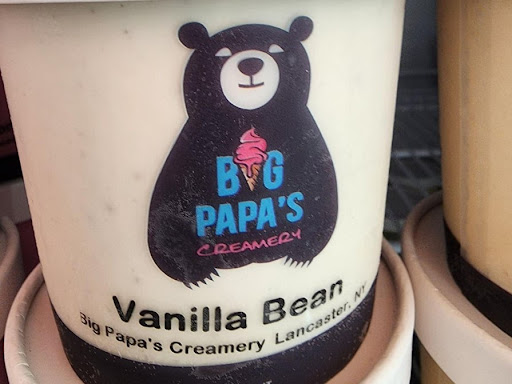 BIG
PAPA'S
CREAMERY
Vanilla Bean
Big Papa's Creamery Lancaster, NY